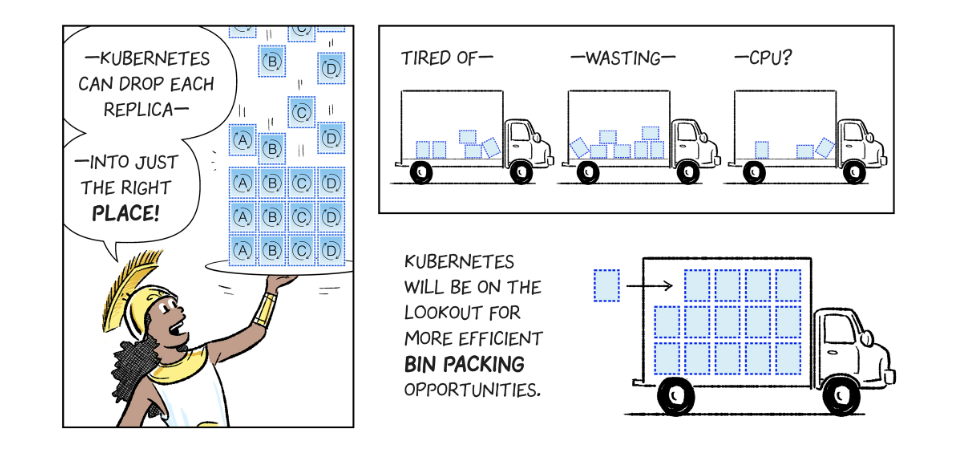 —KUBERNETES
CAN DROP EACH
REPLICA—
—INTO JUST
THE RIGHT
PLACE!
C
B
D
C
A
B
D
A B C D
A B C D
A B C D
TIRED OF—
—WASTING—
—CPU?
KUBERNETES
WILL BE ON THE
LOOKOUT FOR
MORE EFFICIENT
BIN PACKING
OPPORTUNITIES.